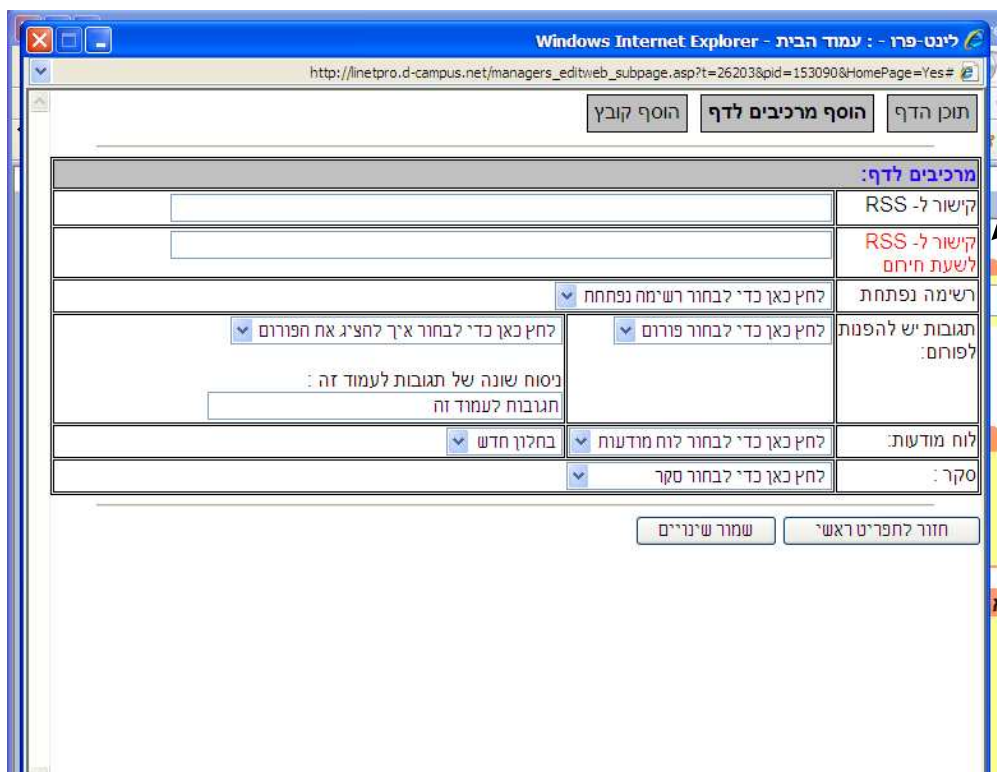 לינט-פרו - : עמוד הבית - Windows Internet Explorer
http://linetpro.d-campus.net/managers_editweb_subpage.asp?t=26203&pid=153090&HomePage=Yes#
תוכן הדף הוסף מרכיבים לדף הוסף קובץ
מרכיבים לדף:
קישור ל- RSS
קישור ל- RSS
לשעת חירום
רשימה נפתחת לחץ כאן כדי לבחור רשימה נפתחת
תגובות יש להפנות לחץ כאן כדי לבחור פורום לחץ כאן כדי לבחור איך להציג את הפורום
לפורום:
ניסוח שונה של תגובות לעמוד זה :
תגובות לעמוד זה
לוח מודעות: לחץ כאן כדי לבחור לוח מודעות בחלון חדש
סקר : לחץ כאן כדי לבחור סקר
חזור לתפריט ראשי שמור שינויים